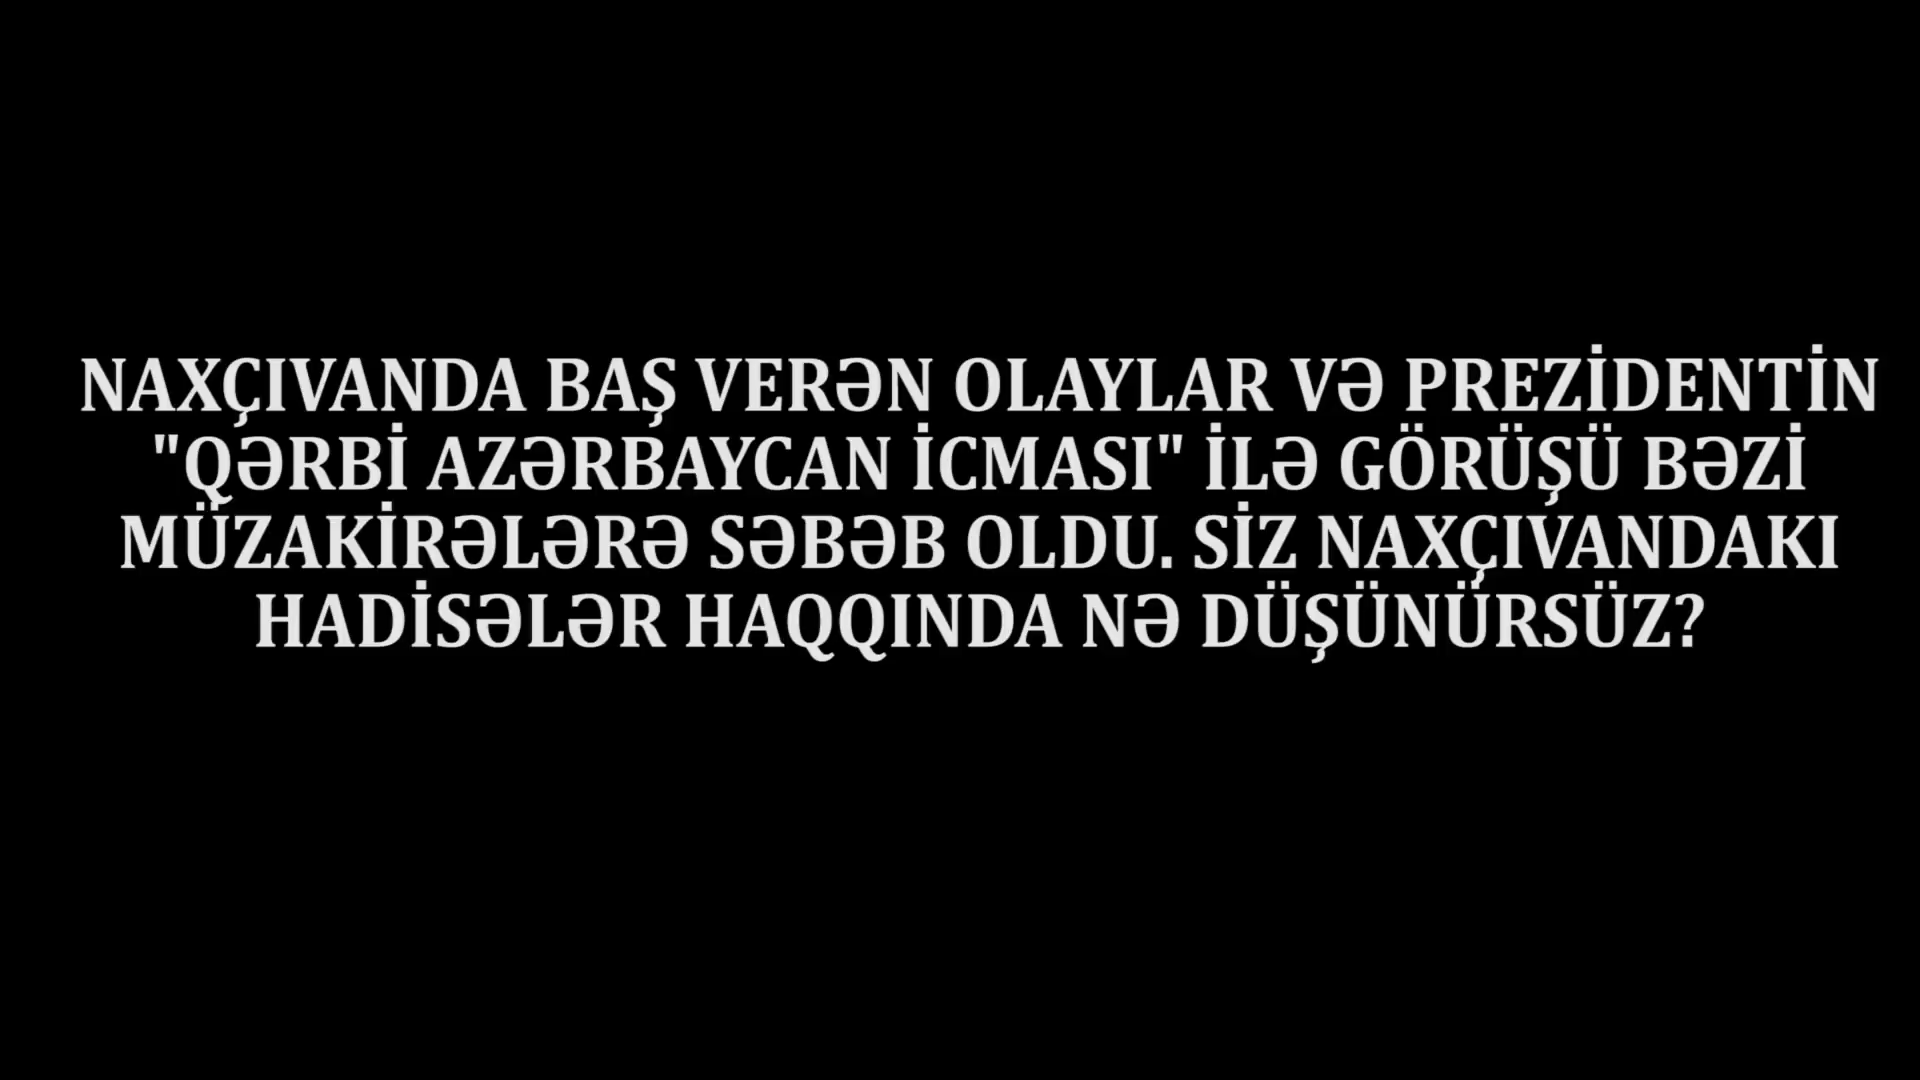 NAXÇIVANDA BAŞ VERƏN OLAYLAR VƏ PREZİDENTİN
"QƏRBİ AZƏRBAYCAN İCMASI" İLƏ GÖRÜŞÜ BƏZİ
MÜZAKİRƏLƏRƏ SƏBƏB OLDU. SİZ NAXÇIVANDAKI
HADİSƏLƏR HAQQINDA NƏ DÜŞÜNÜRSÜZ?